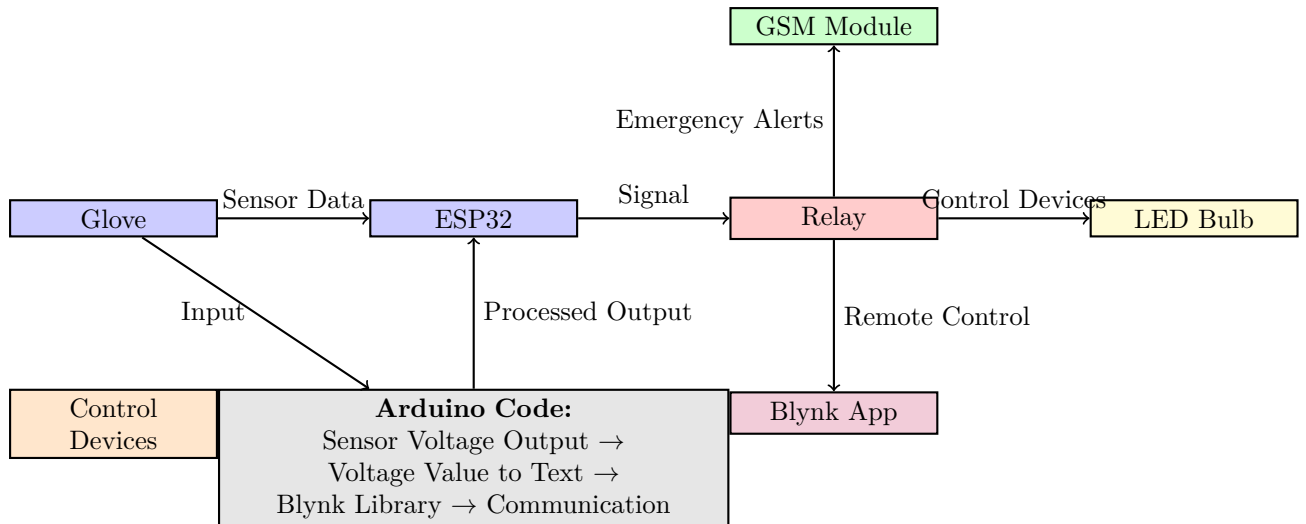 GSM Module
Emergency Alerts
Sensor Data
Signal
Control Devices
Glove
ESP32
Relay
LED Bulb
Input
Processed Output
Remote Control
Control
Devices
Arduino Code:
Sensor Voltage Output →
Voltage Value to Text →
Blynk Library → Communication
Blynk App